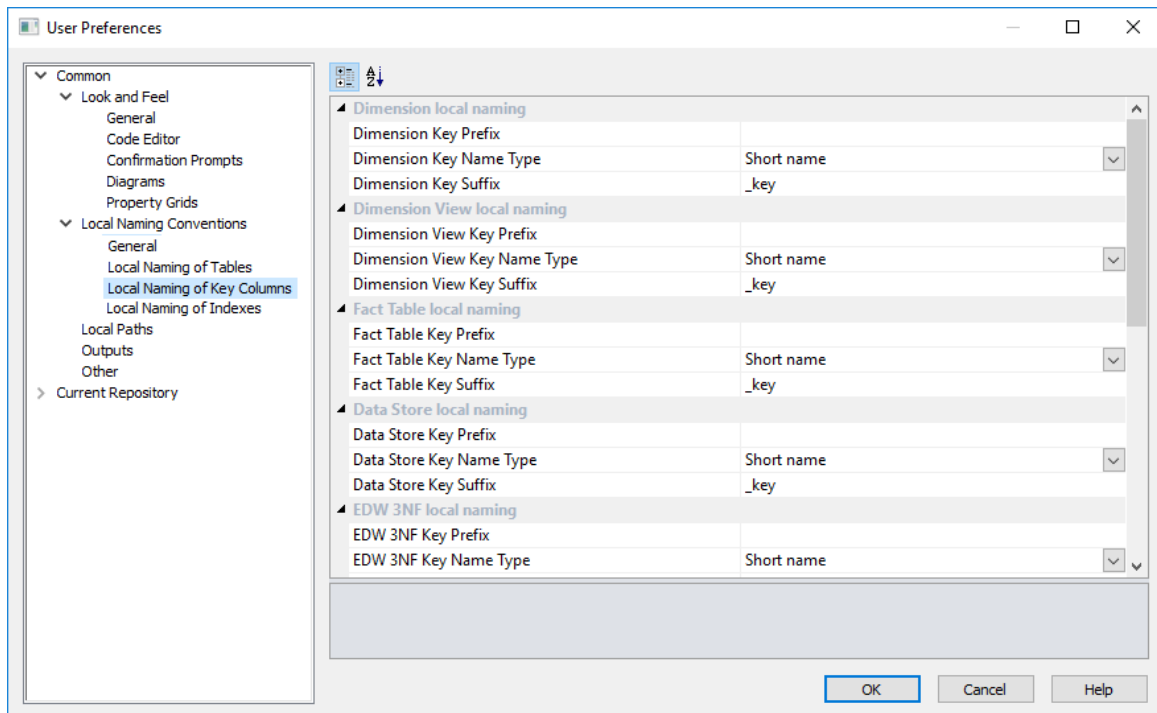 User Preferences
Common
Look and Feel
General
Code Editor
Confirmation Prompts
Diagrams
Property Grids
Local Naming Conventions
General
Local Naming of Tables
Local Naming of Key Columns
Local Naming of Indexes
Local Paths
Outputs
Other
Current Repository
Dimension local naming
Dimension Key Prefix
Dimension Key Name Type Short name
Dimension Key Suffix _key
Dimension View local naming
Dimension View Key Prefix
Dimension View Key Name Type Short name
Dimension View Key Suffix _key
Fact Table local naming
Fact Table Key Prefix
Fact Table Key Name Type Short name
Fact Table Key Suffix _key
Data Store local naming
Data Store Key Prefix
Data Store Key Name Type Short name
Data Store Key Suffix _key
EDW 3NF local naming
EDW 3NF Key Prefix
EDW 3NF Key Name Type Short name
OK Cancel Help